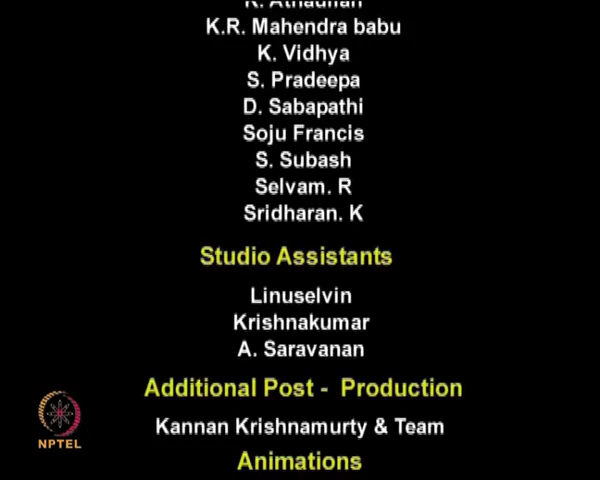 K.R. Mahendra babu
K. Vidhya
S. Pradeepa
D. Sabapathi
Soju Francis
S. Subash
Selvam. R
Sridharan. K
Studio Assistants
Linuselvin
Krishnakumar
A. Saravanan
Additional Post - Production
Kannan Krishnamurty & Team
NPTEL
Animations